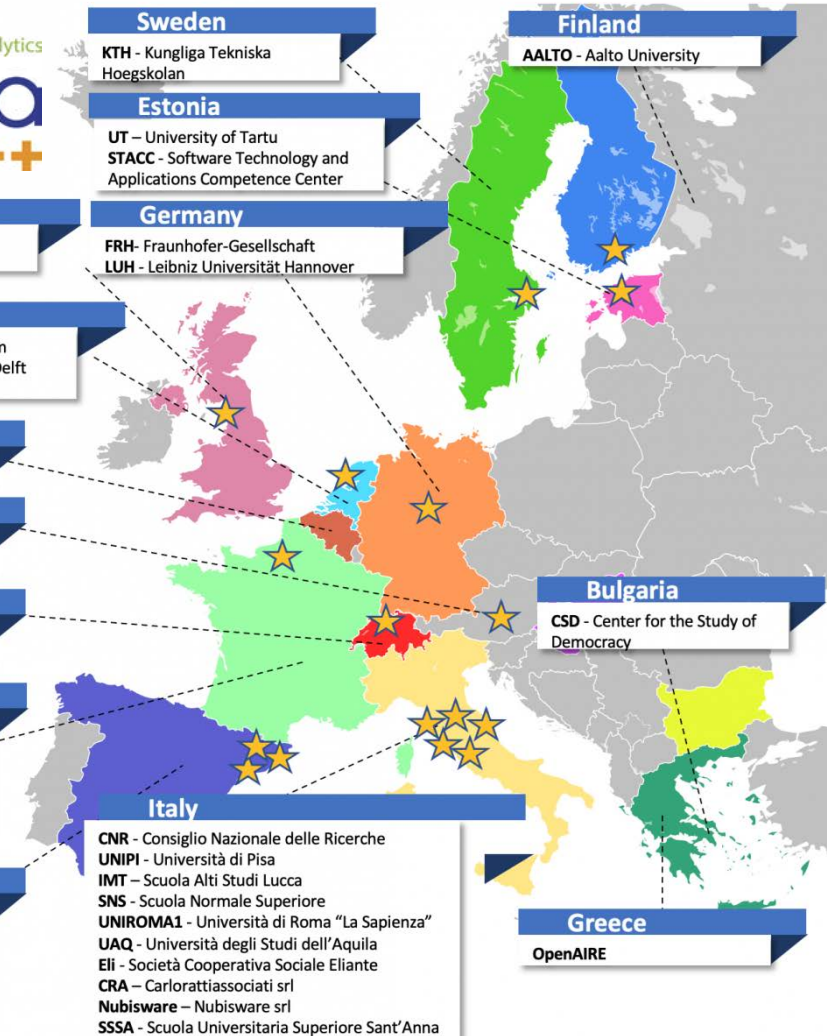 lytics
a
++
Sweden
KTH - Kungliga Tekniska
Hoegskolan
Finland
AALTO - Aalto University
Estonia
UT – University of Tartu
STACC - Software Technology and
Applications Competence Center
Germany
FRH- Fraunhofer-Gesellschaft
LUH - Leibniz Universität Hannover
elft
Bulgaria
CSD - Center for the Study of
Democracy
Italy
CNR - Consiglio Nazionale delle Ricerche
UNIPI - Università di Pisa
IMT – Scuola Alti Studi Lucca
SNS - Scuola Normale Superiore
UNIROMA1 - Università di Roma “La Sapienza”
UAQ - Università degli Studi dell’Aquila
Eli - Società Cooperativa Sociale Eliante
CRA – Carlorattiassociati srl
Nubisware – Nubisware srl
SSSA - Scuola Universitaria Superiore Sant’Anna
Greece
OpenAIRE